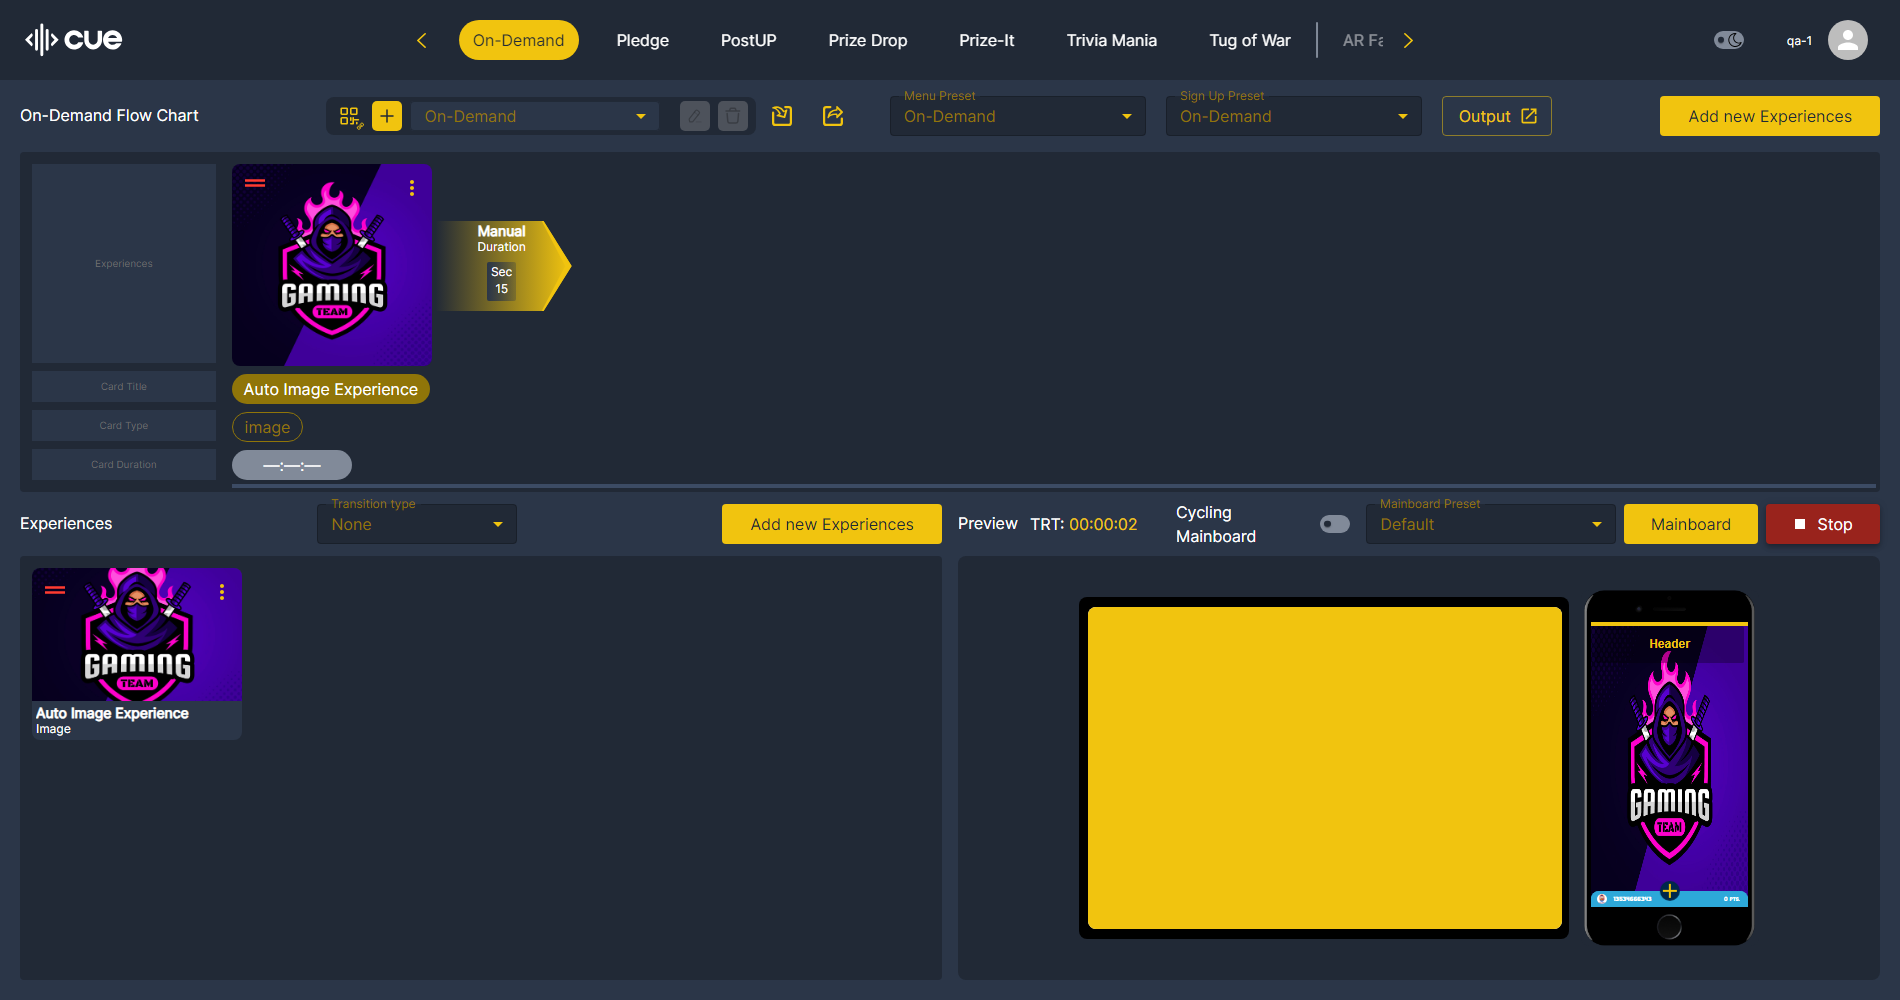 cue
On-Demand
Pledge
PostUP
Prize Drop
Prize-It
Trivia Mania
Tug of War
AR Fa
qa-1
On-Demand Flow Chart
On-Demand
Menu Preset
On-Demand
Sign Up Preset
On-Demand
Output
Add new Experiences
Experiences
GAMING
TEAM
Manual
Duration
Sec
15
Card Title
Auto Image Experience
Card Type
image
Card Duration
—:—:—
Experiences
Transition type
None
Add new Experiences
Preview
TRT: 00:00:02
Cycling
Mainboard
Mainboard Preset
Default
Mainboard
Stop
GAMING
TEAM
Auto Image Experience
Image
Header
GAMING
TEAM
0 PTS.